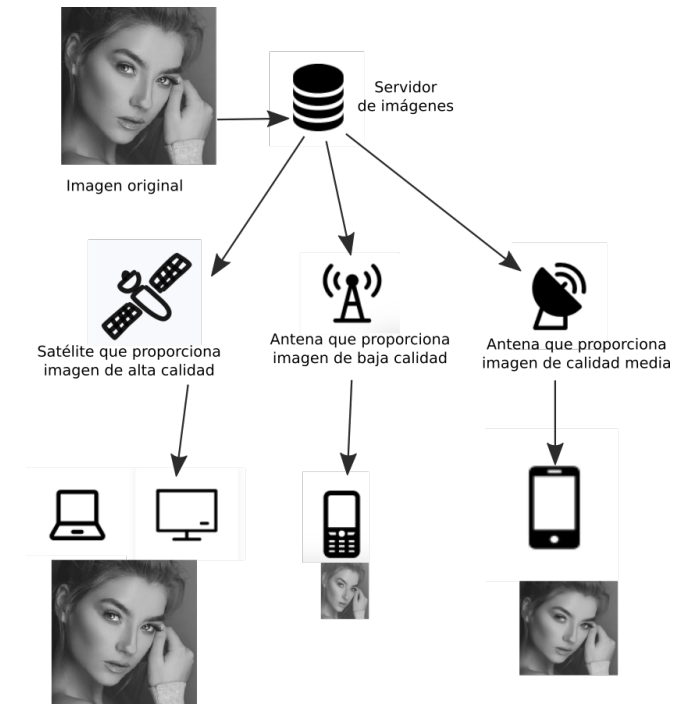 Servidor
de imágenes
Imagen original
Satélite que proporciona
imagen de alta calidad
Antena que proporciona
imagen de baja calidad
Antena que proporciona
imagen de calidad media